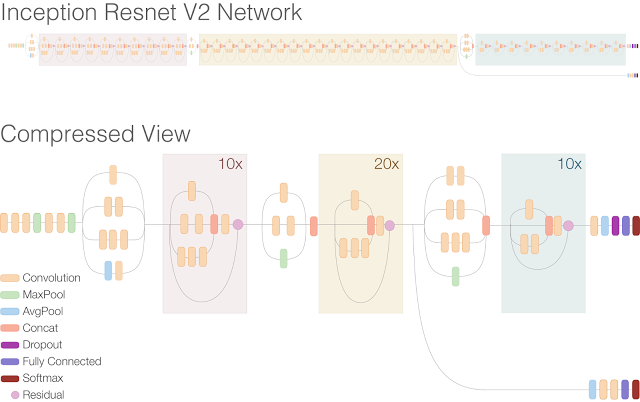 Inception Resnet V2 Network
Compressed View
10x
20x
10x
Convolution
MaxPool
AvgPool
Concat
Dropout
Fully Connected
Softmax
Residual